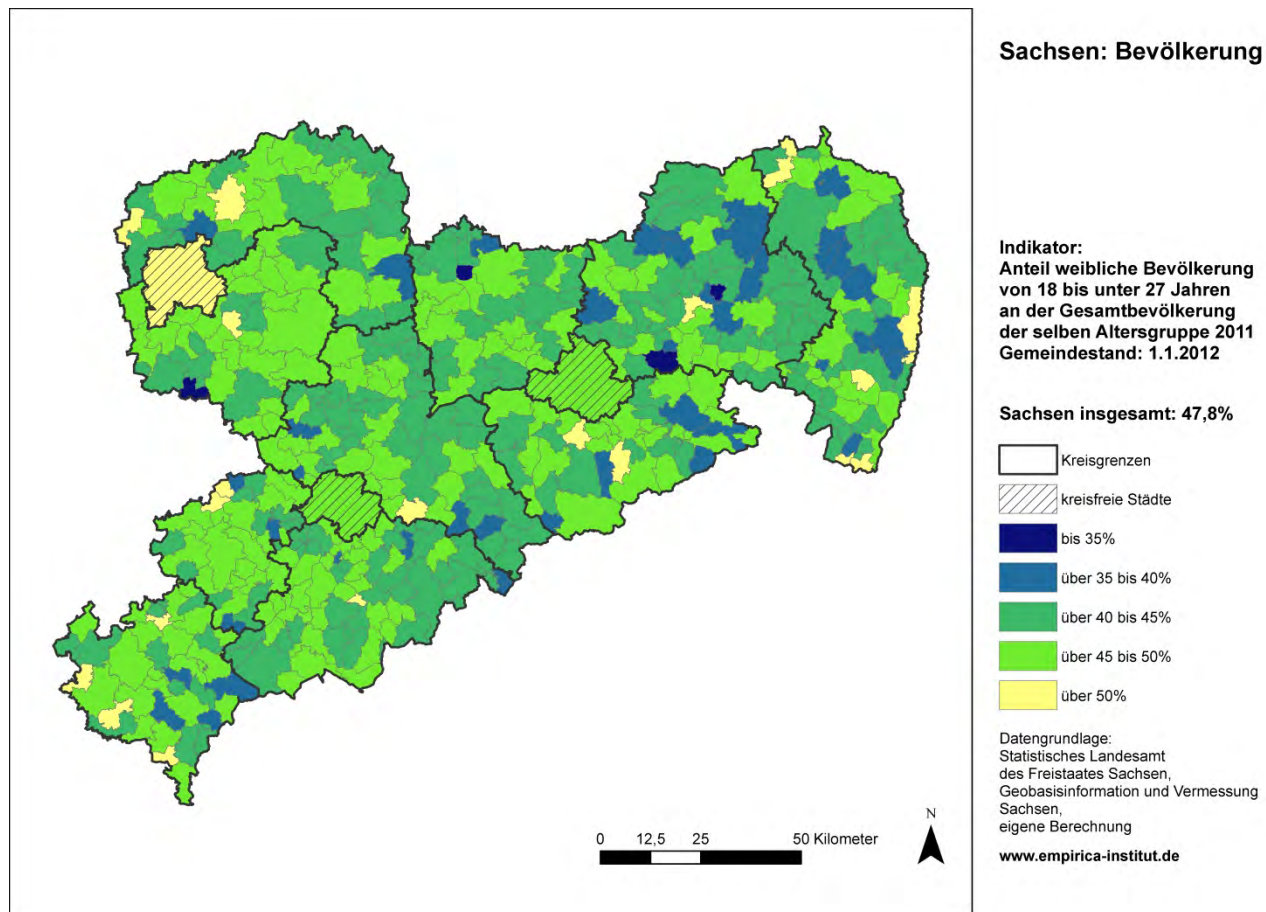 Sachsen: Bevölkerung
Indikator:
Anteil weibliche Bevölkerung
von 18 bis unter 27 Jahren
an der Gesamtbevölkerung
der selben Altersgruppe 2011
Gemeindestand: 1.1.2012
Sachsen insgesamt: 47,8%
Kreisgrenzen
kreisfreie Städte
bis 35%
über 35 bis 40%
über 40 bis 45%
über 45 bis 50%
über 50%
Datengrundlage:
Statistisches Landesamt
des Freistaates Sachsen,
Geobasisinformation und Vermessung
Sachsen,
eigene Berechnung
www.empirica-institut.de
N
0 12,5 25 50 Kilometer